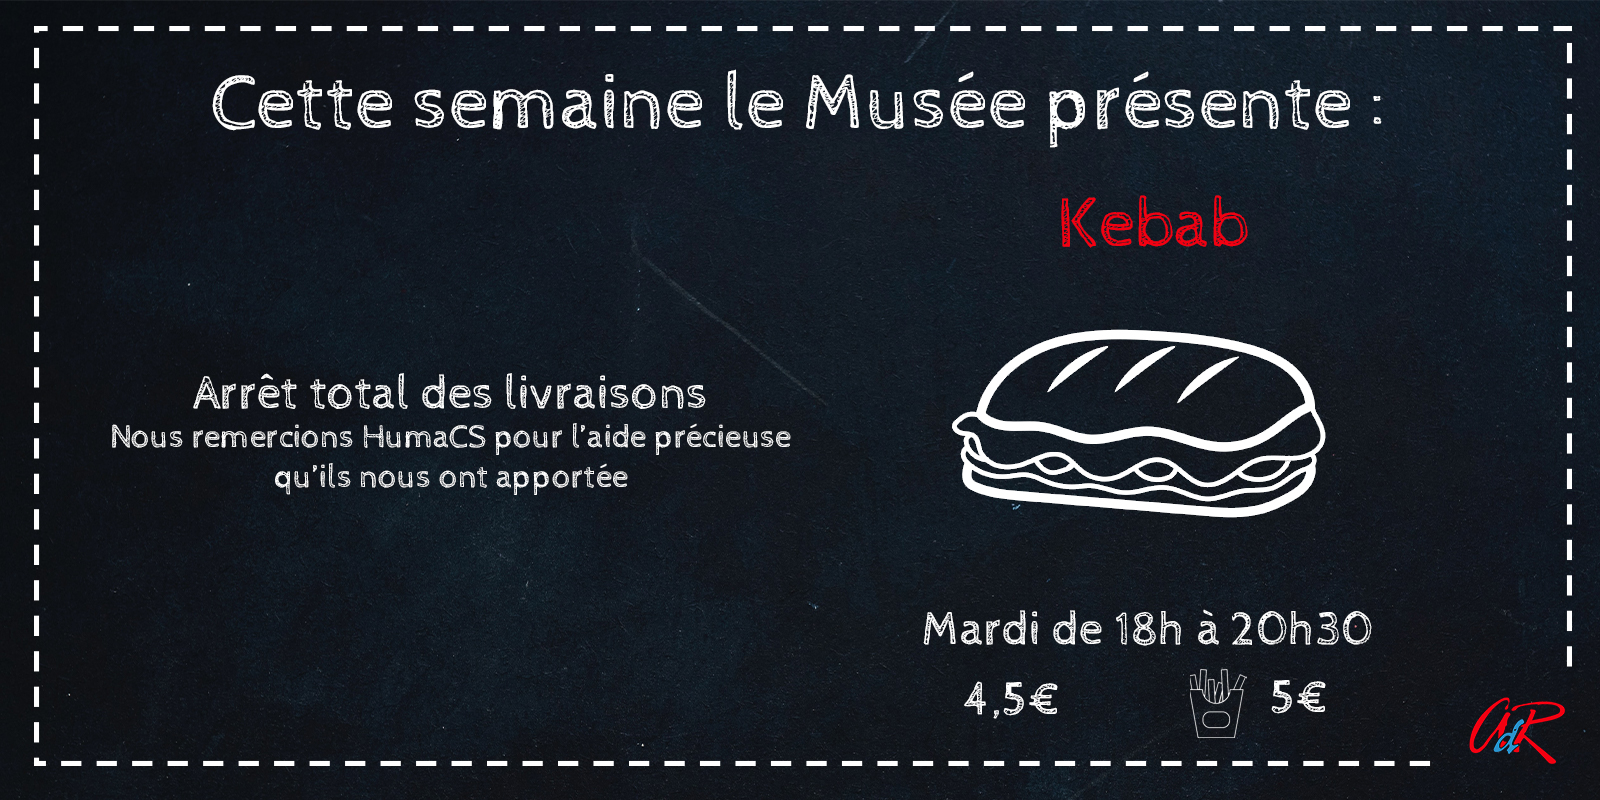 Cette semaine le Musée présente :
Kebab
Arrêt total des livraisons
Nous remercions HumaCS pour l'aide précieuse
qu'ils nous ont apportée
Mardi de 18h à 20h30
4,5€ 5€
AdR